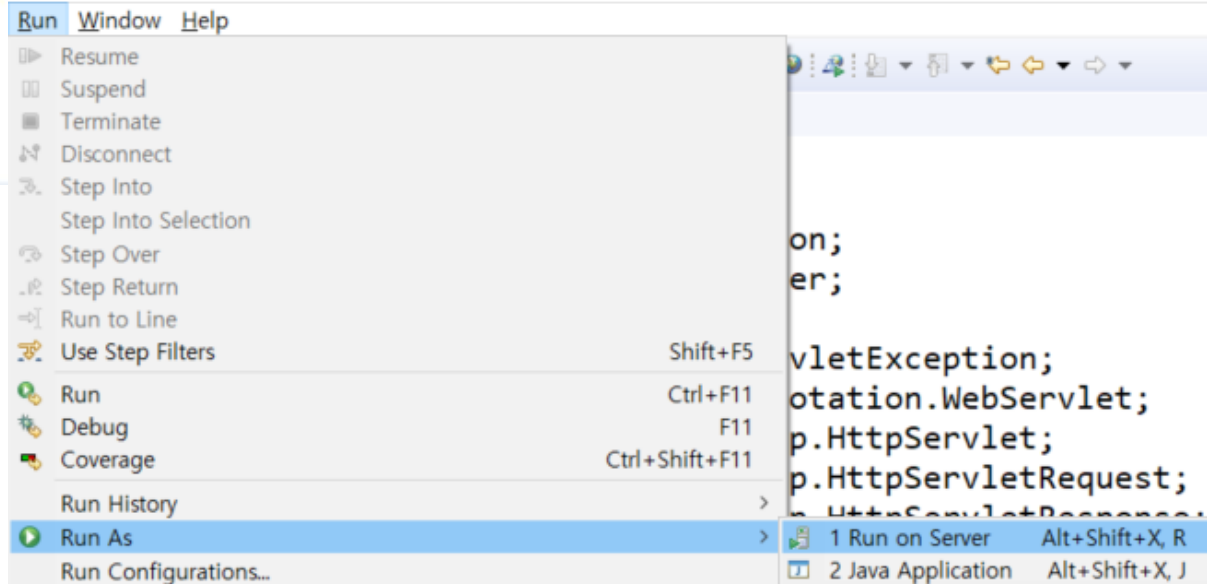 Run Window Help
Resume
Suspend
Terminate
Disconnect
Step Into
Step Into Selection
Step Over
Step Return
Run to Line
Use Step Filters Shift+F5
Run Ctrl+F11
Debug F11
Coverage Ctrl+Shift+F11
Run History
Run As
Run Configurations...
on;
er;
vletException;
otation.WebServlet;
p.HttpServlet;
p.HttpServletRequest;
p.HttpServletResponse;
1 Run on Server Alt+Shift+X, R
2 Java Application Alt+Shift+X, J